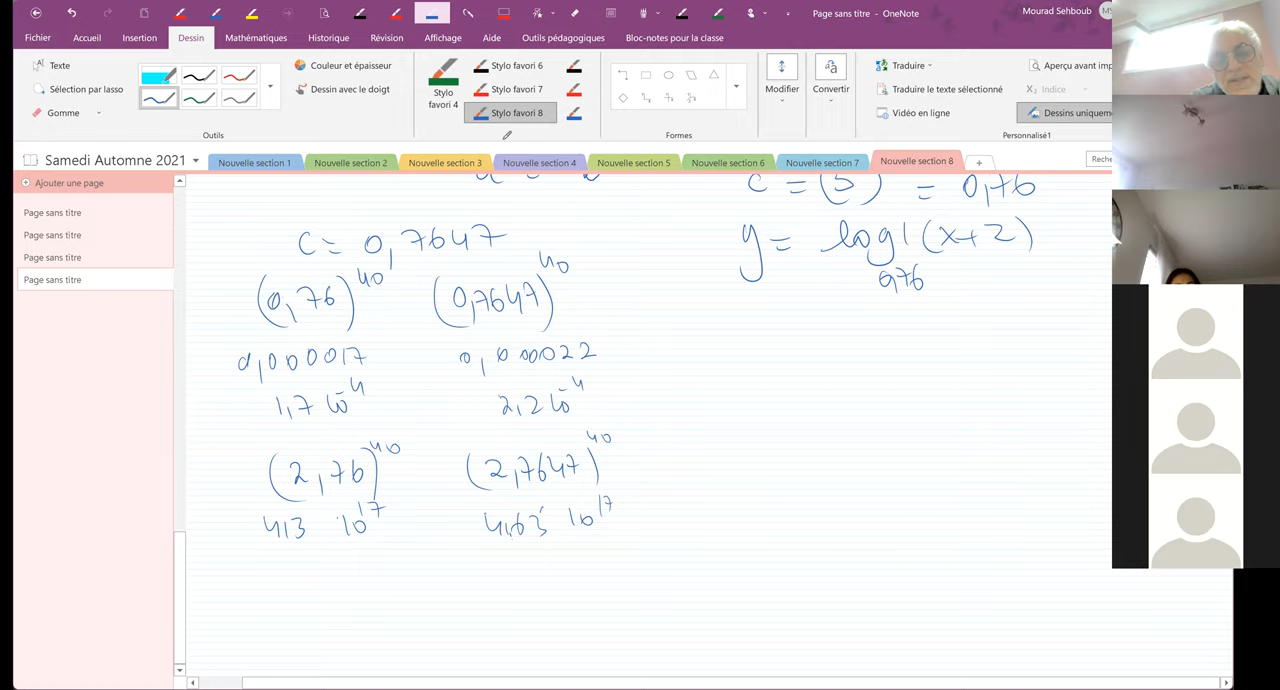 Page sans titre - OneNote
Mourad Sehboub
MS
Fichier Accueil Insertion Dessin Mathématiques Historique Révision Affichage Aide Outils pédagogiques Bloc-notes pour la classe
Texte
Sélection par lasso
Gomme
Outils
Couleur et épaisseur
Dessin avec le doigt
Stylo favori 4
Stylo favori 6
Stylo favori 7
Stylo favori 8
Formes
Modifier
Convertir
Traduire
Traduire le texte sélectionné
Vidéo en ligne
Aperçu avant imp
Indice
Dessins uniqueme
Personnalisé1
Samedi Automne 2021
Nouvelle section 1 Nouvelle section 2 Nouvelle section 3 Nouvelle section 4 Nouvelle section 5 Nouvelle section 6 Nouvelle section 7 Nouvelle section 8 +
Reche
Ajouter une page
Page sans titre
Page sans titre
Page sans titre
Page sans titre
c = 0,7647
(0,76)^40 (0,7647)^40
0,000017 0,000022
1,7 10^-4 2,2 10^-4
(2,76)^40 (2,7647)^40
4,3 10^17 4,63 10^17
= 0,76
y = log (x+2)
0,76